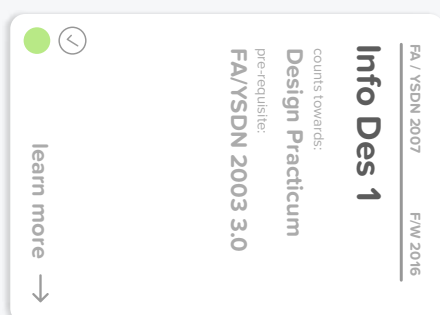 FA / YSDN 2007 F/W 2016
Info Des 1
counts towards:
Design Practicum
pre-requisite:
FA/YSDN 2003 3.0
learn more →